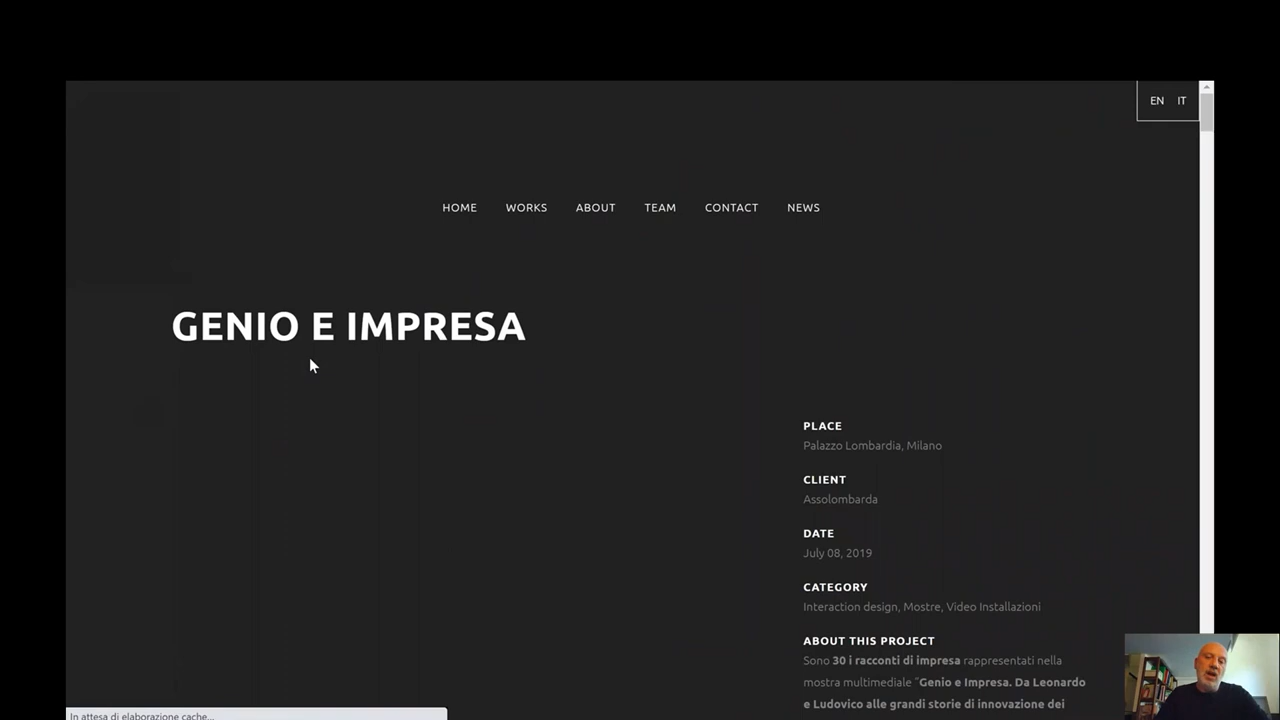 EN IT
HOME WORKS ABOUT TEAM CONTACT NEWS
GENIO E IMPRESA
PLACE
Palazzo Lombardia, Milano
CLIENT
Assolombarda
DATE
July 08, 2019
CATEGORY
Interaction design, Mostre, Video Installazioni
ABOUT THIS PROJECT
Sono 30 i racconti di impresa rappresentati nella
mostra multimediale “Genio e Impresa. Da Leonardo
e Ludovico alle grandi storie di innovazione dei
In attesa di elaborazione cache...